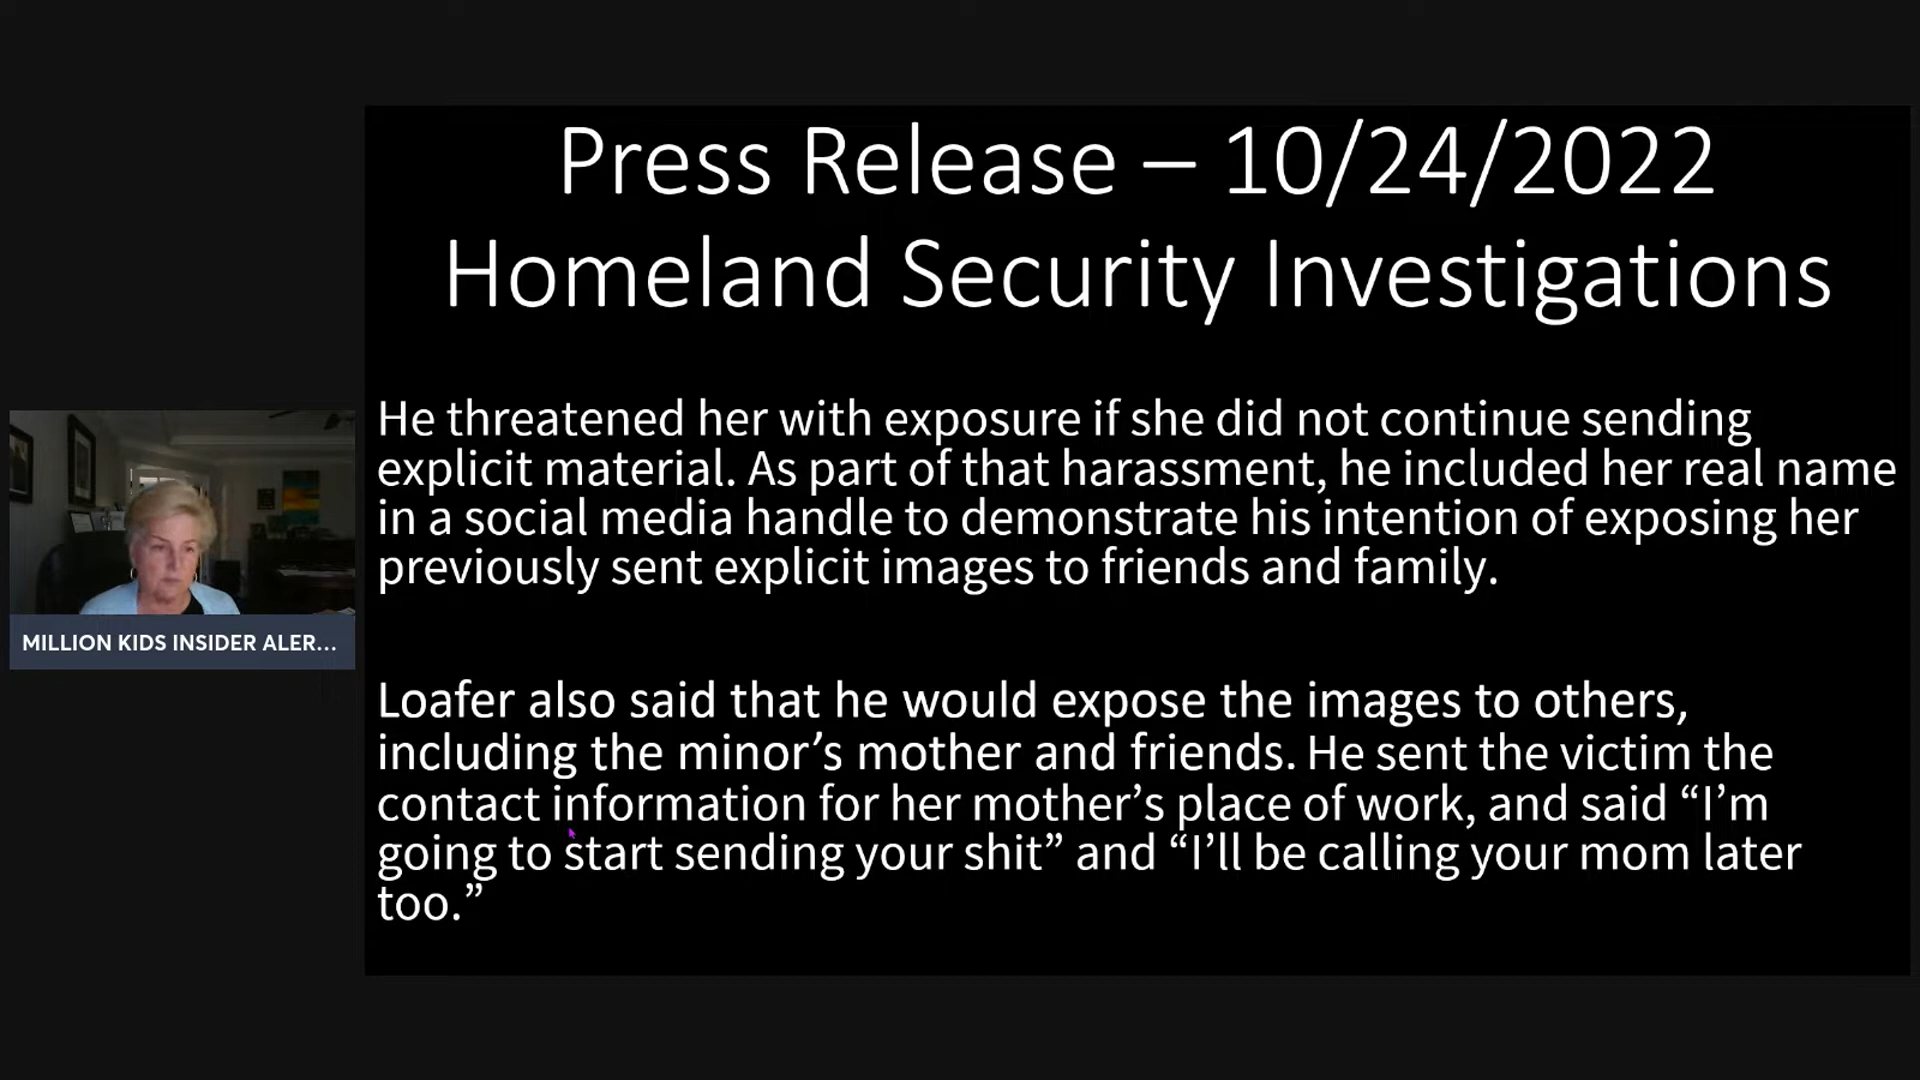 Press Release – 10/24/2022
Homeland Security Investigations
He threatened her with exposure if she did not continue sending
explicit material. As part of that harassment, he included her real name
in a social media handle to demonstrate his intention of exposing her
previously sent explicit images to friends and family.
MILLION KIDS INSIDER ALER...
Loafer also said that he would expose the images to others,
including the minor’s mother and friends. He sent the victim the
contact information for her mother’s place of work, and said “I’m
going to start sending your shit” and “I’ll be calling your mom later
too.”